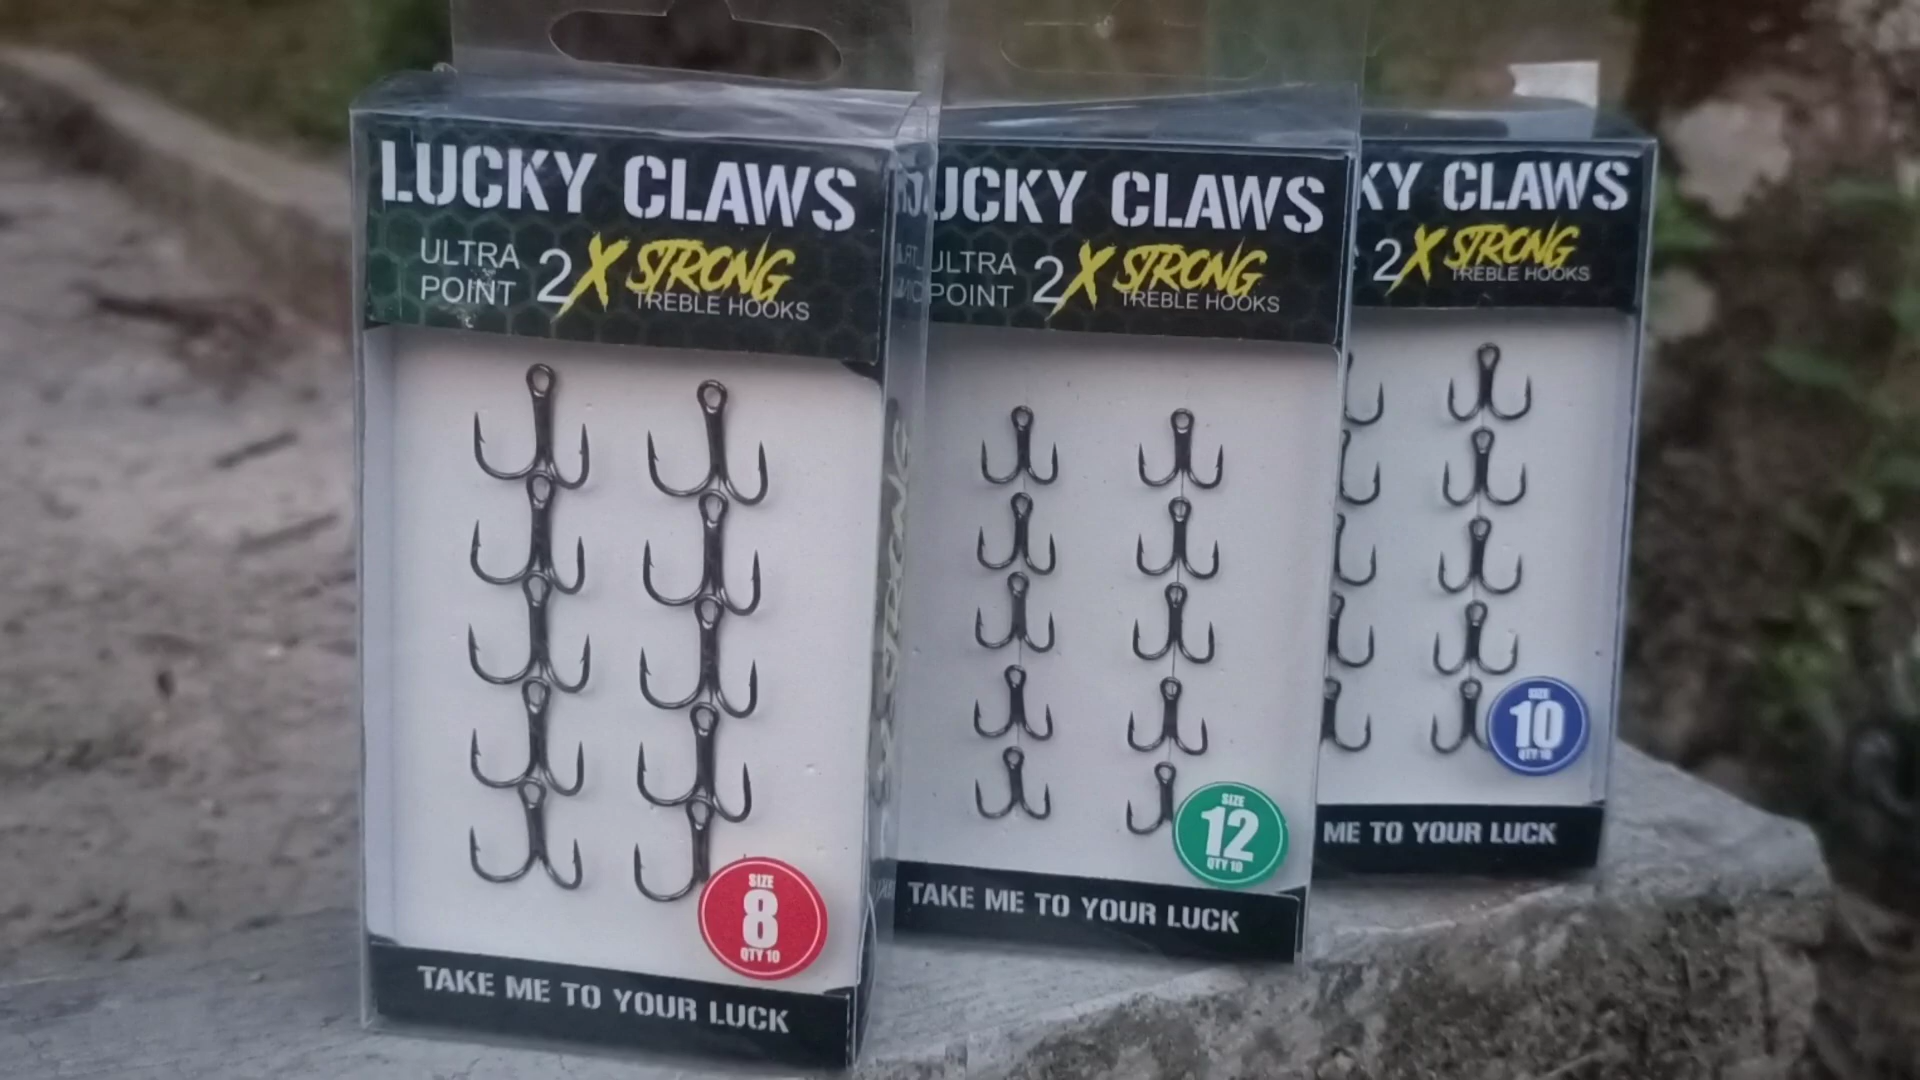 LUCKY CLAWS
ULTRA POINT 2X STRONG
TREBLE HOOKS
SIZE
8
QTY 10
TAKE ME TO YOUR LUCK
UCKY CLAWS
ULTRA POINT 2X STRONG
TREBLE HOOKS
SIZE
12
QTY 10
TAKE ME TO YOUR LUCK
KY CLAWS
2X STRONG
TREBLE HOOKS
SIZE
10
QTY 10
ME TO YOUR LUCK